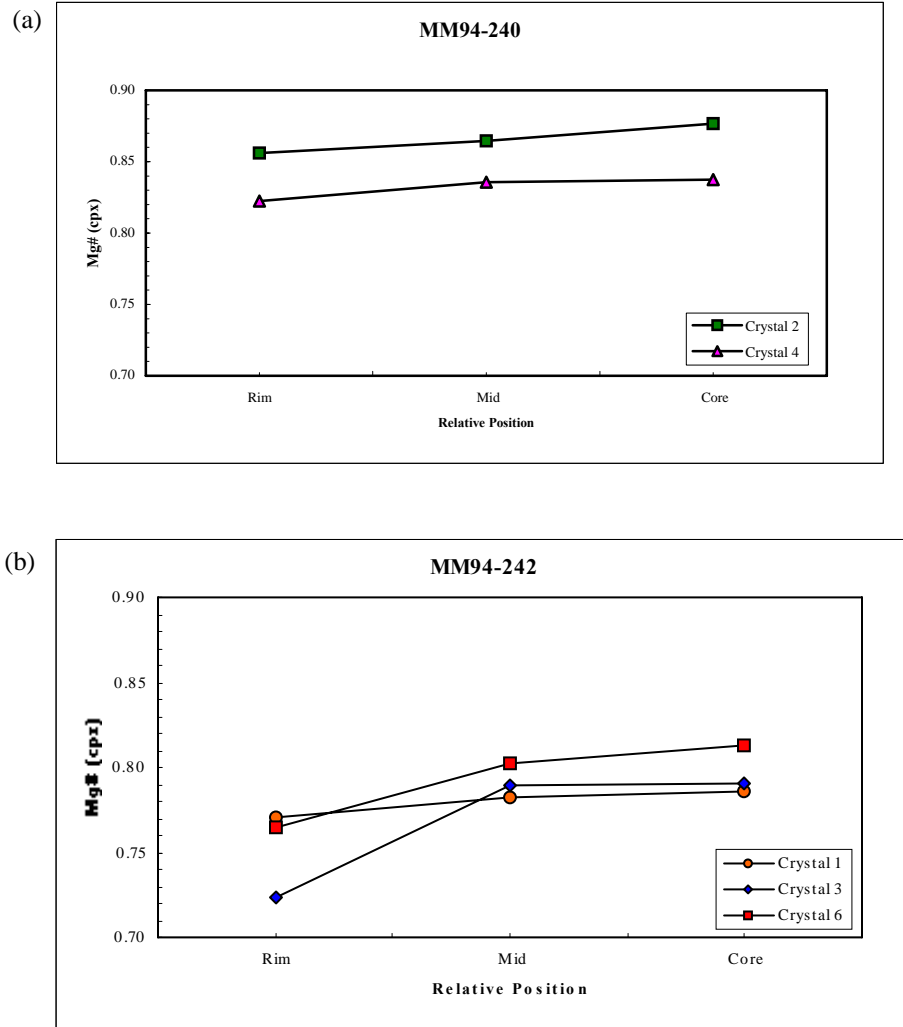 (a)
MM94-240
0.90
0.85
0.80
0.75
0.70
Mg# (cpx)
Crystal 2
Crystal 4
Rim Mid Core
Relative Position
(b)
MM94-242
0.90
0.85
0.80
0.75
0.70
Mg# (cpx)
Crystal 1
Crystal 3
Crystal 6
Rim Mid Core
Relative Position